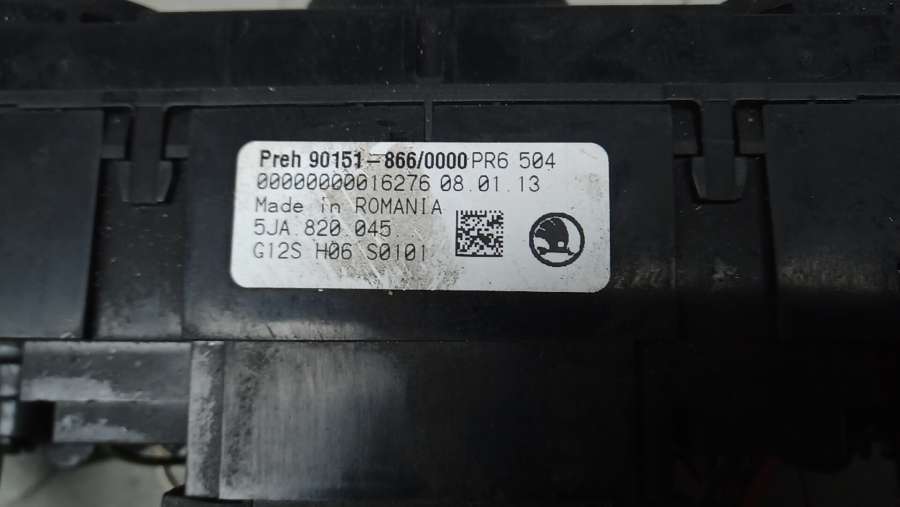 Preh 90151-866/0000 PR6 504
00000000016276 08.01.13
Made in ROMANIA
5JA.820.045
G12S H06 S0101